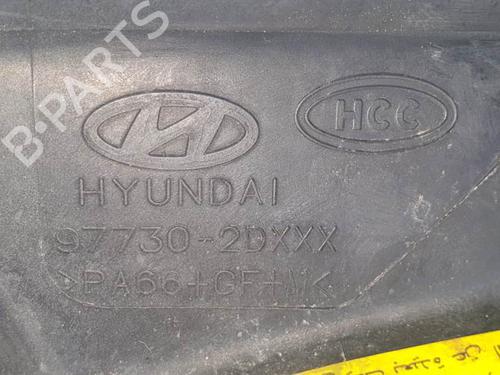 B-PARTS
HCC
HYUNDAI
97730-2DXXX
>PA66+GF+M<